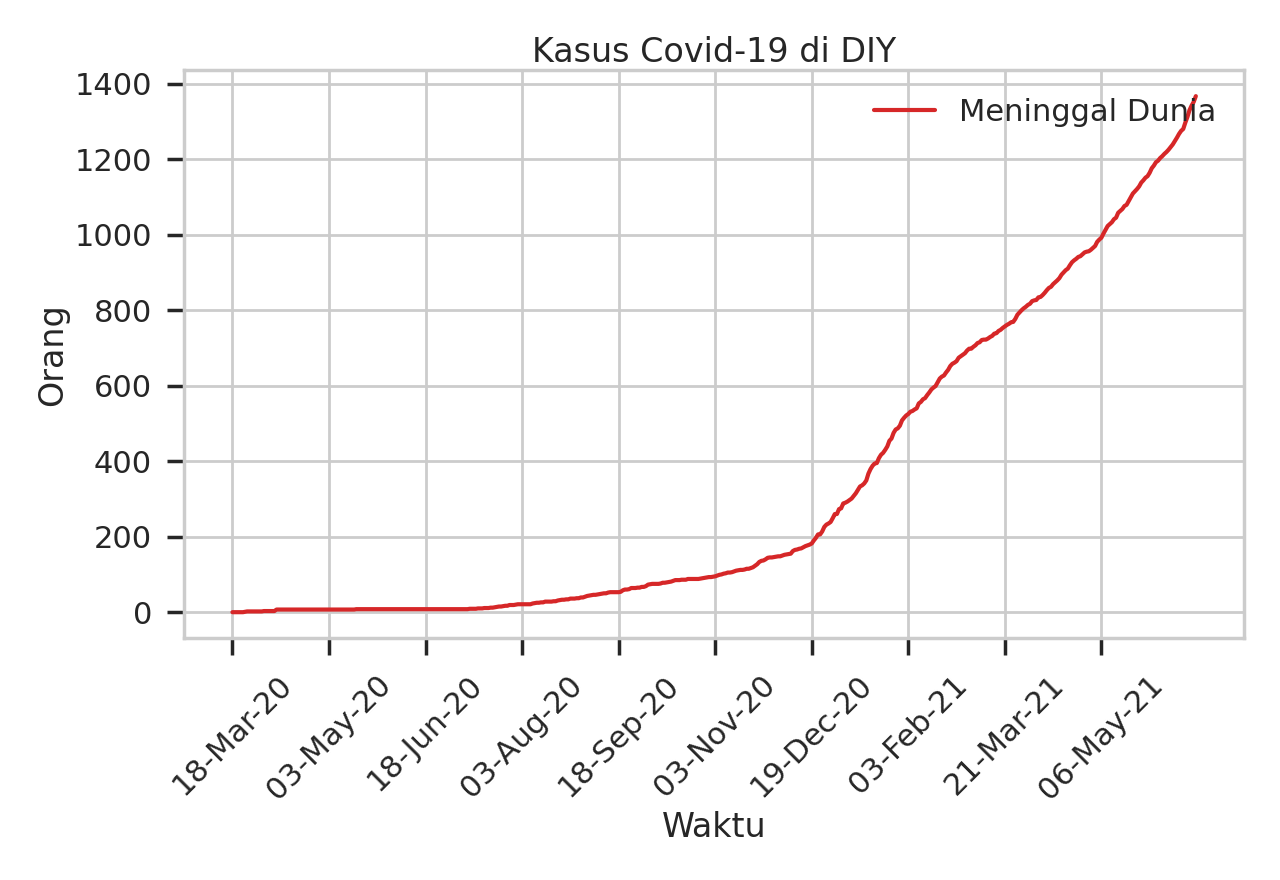 Kasus Covid-19 di DIY
1400
1200
1000
800
600
400
200
0
Orang
Meninggal Dunia
18-Mar-20
03-May-20
18-Jun-20
03-Aug-20
18-Sep-20
03-Nov-20
19-Dec-20
03-Feb-21
21-Mar-21
06-May-21
Waktu